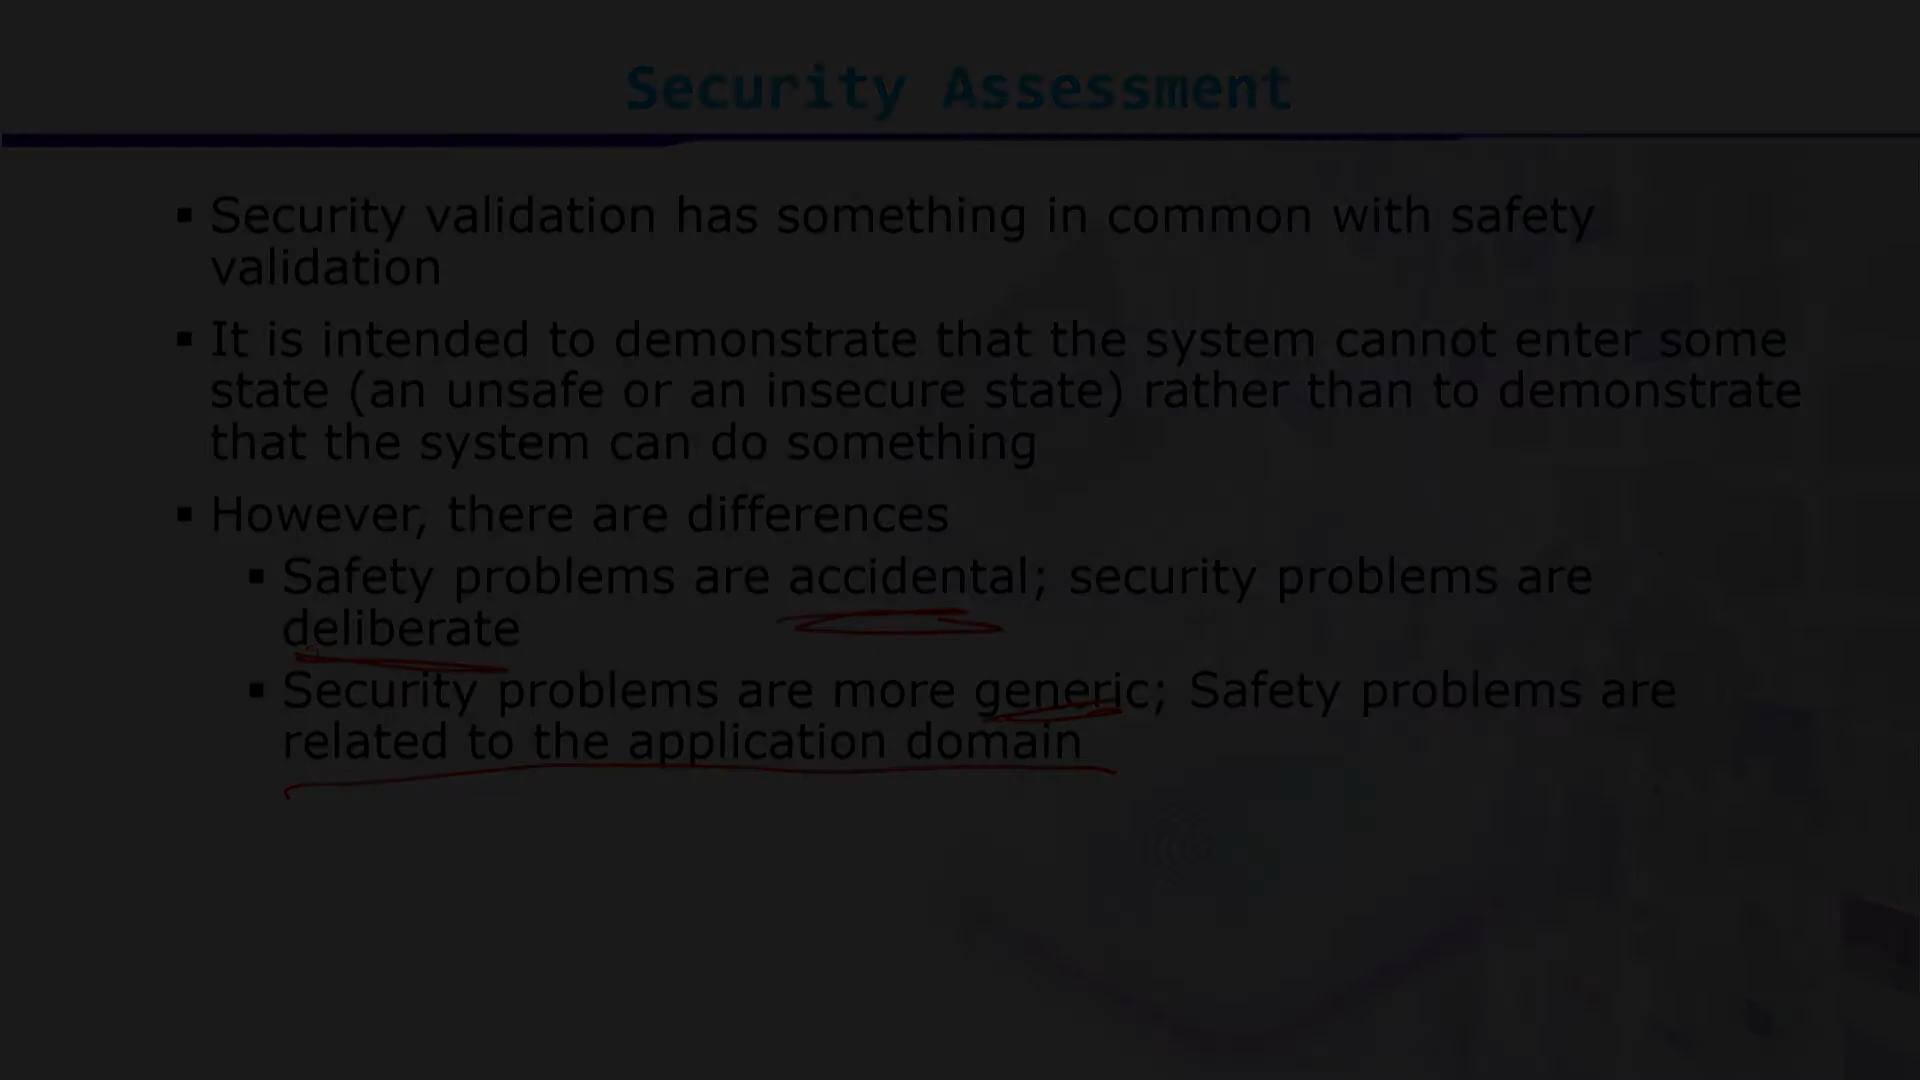 Security Assessment
▪ Security validation has something in common with safety
validation
▪ It is intended to demonstrate that the system cannot enter some
state (an unsafe or an insecure state) rather than to demonstrate
that the system can do something
▪ However, there are differences
▪ Safety problems are accidental; security problems are
deliberate
▪ Security problems are more generic; Safety problems are
related to the application domain